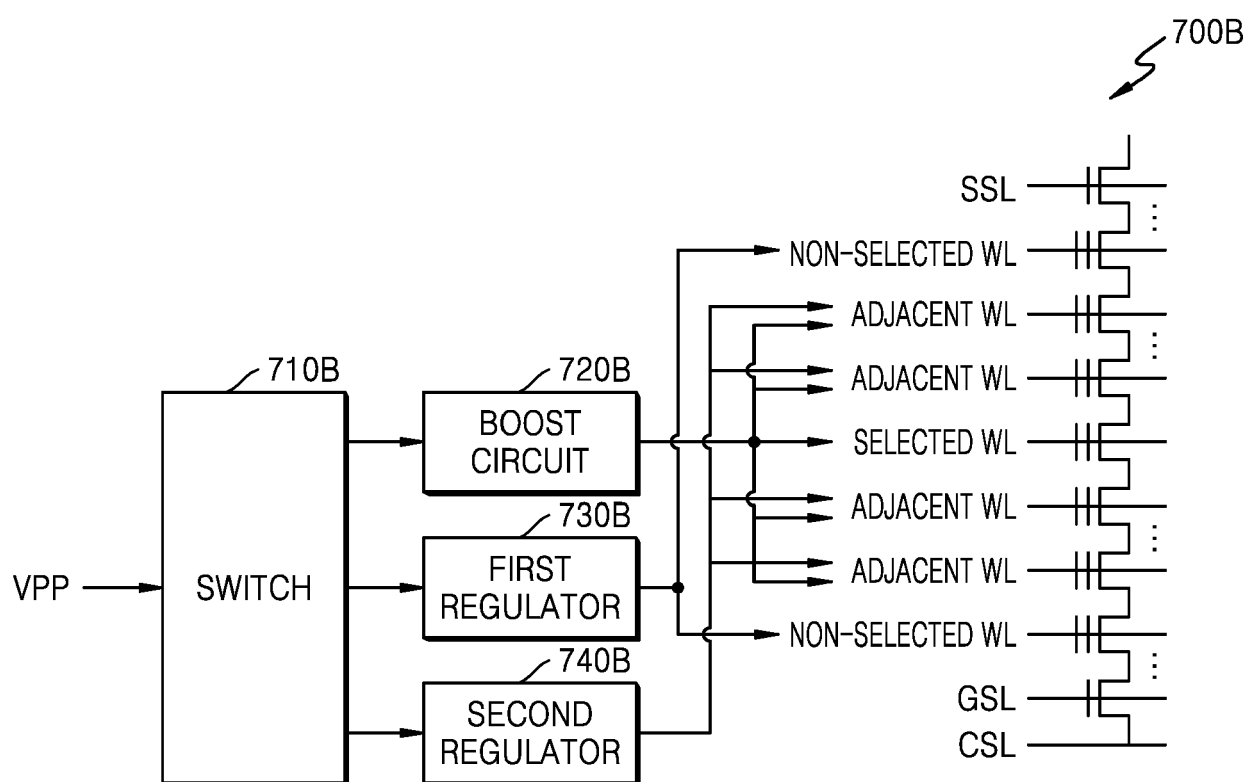 700B
SSL
NON-SELECTED WL
ADJACENT WL
710B
720B
ADJACENT WL
BOOST
CIRCUIT
SELECTED WL
ADJACENT WL
730B
VPP
SWITCH
FIRST
REGULATOR
ADJACENT WL
NON-SELECTED WL
740B
SECOND
REGULATOR
GSL
CSL